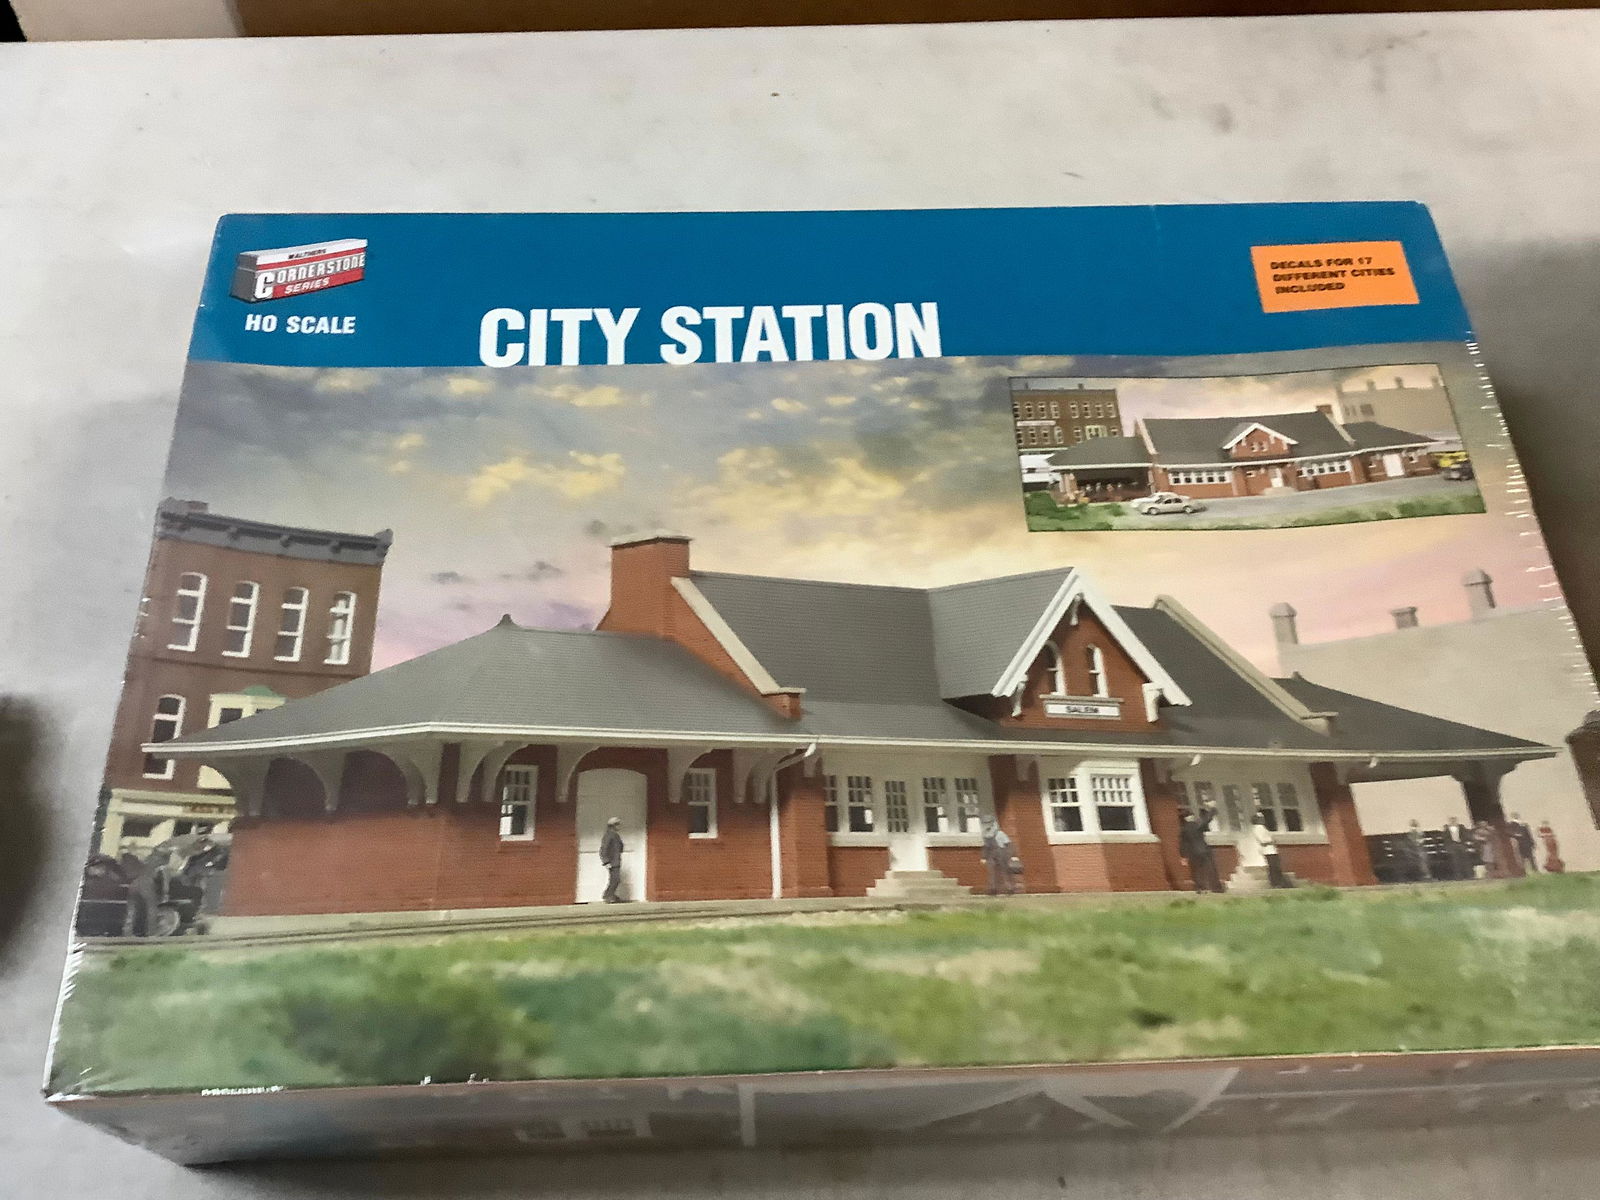 WALTHERS
CORNERSTONE
SERIES
HO SCALE
CITY STATION
DECALS FOR 17
DIFFERENT CITIES
INCLUDED
SALEM